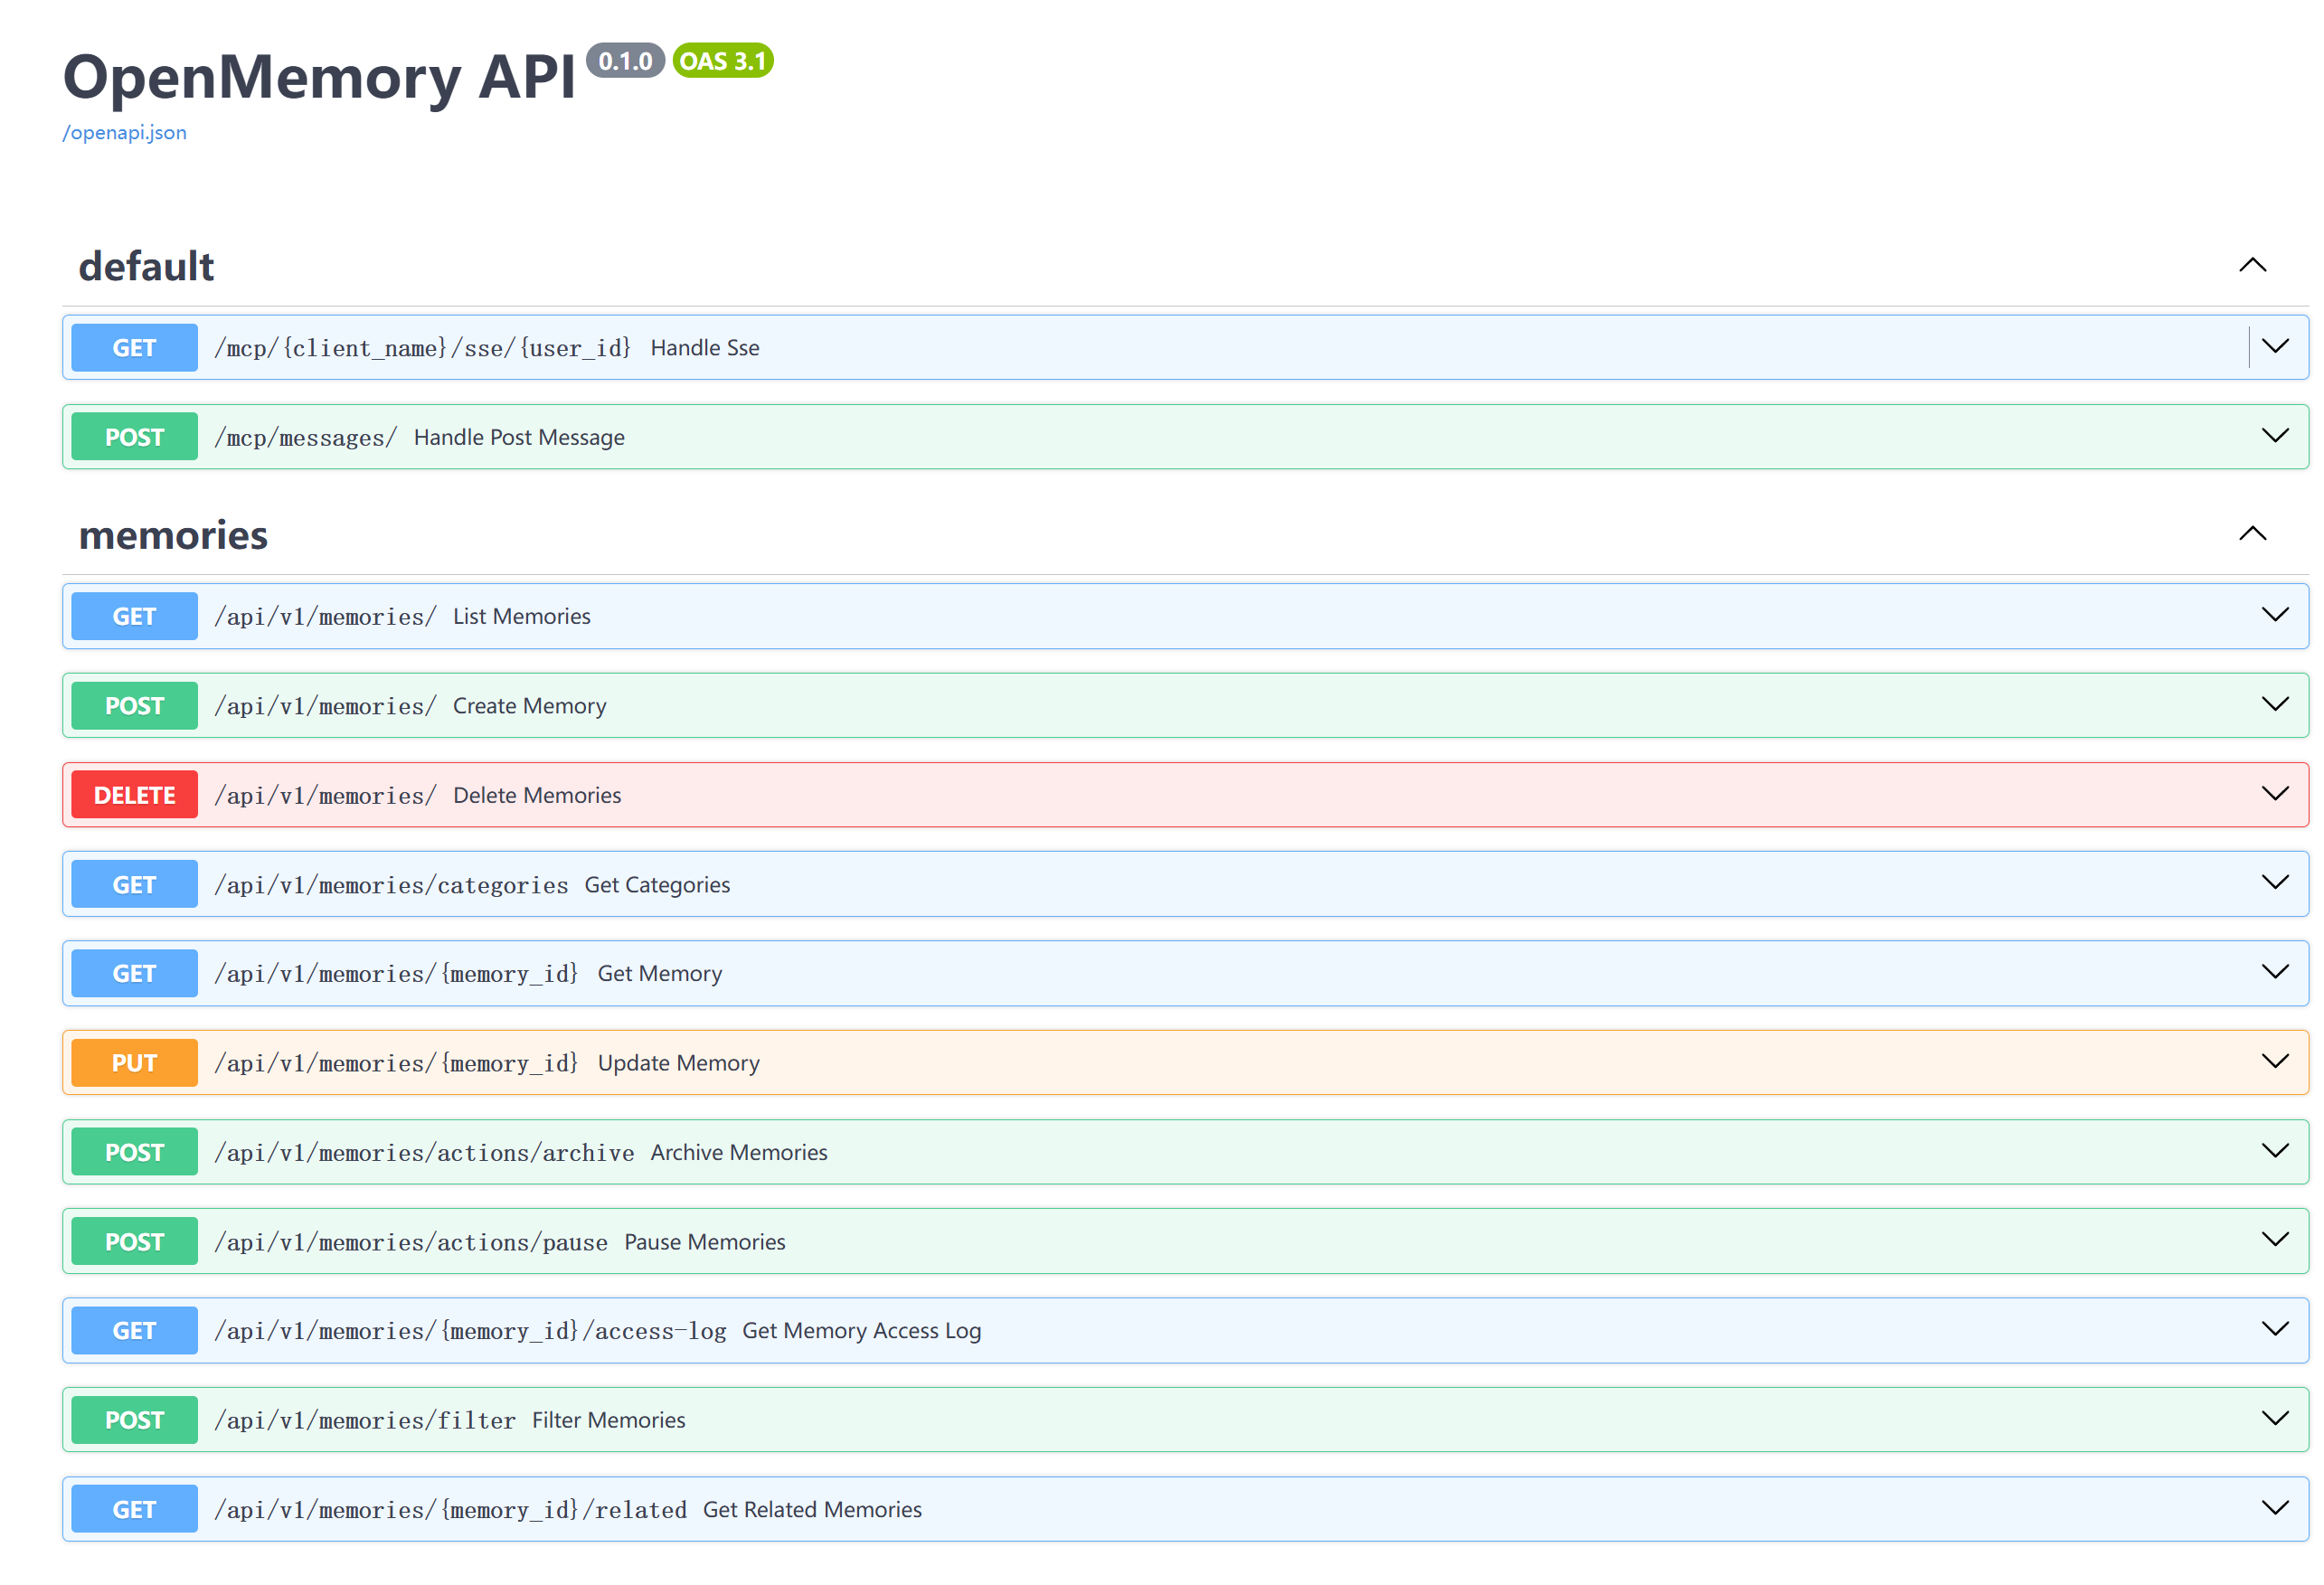 OpenMemory API 0.1.0 OAS 3.1
/openapi.json
default
GET /mcp/{client_name}/sse/{user_id} Handle Sse
POST /mcp/messages/ Handle Post Message
memories
GET /api/v1/memories/ List Memories
POST /api/v1/memories/ Create Memory
DELETE /api/v1/memories/ Delete Memories
GET /api/v1/memories/categories Get Categories
GET /api/v1/memories/{memory_id} Get Memory
PUT /api/v1/memories/{memory_id} Update Memory
POST /api/v1/memories/actions/archive Archive Memories
POST /api/v1/memories/actions/pause Pause Memories
GET /api/v1/memories/{memory_id}/access-log Get Memory Access Log
POST /api/v1/memories/filter Filter Memories
GET /api/v1/memories/{memory_id}/related Get Related Memories